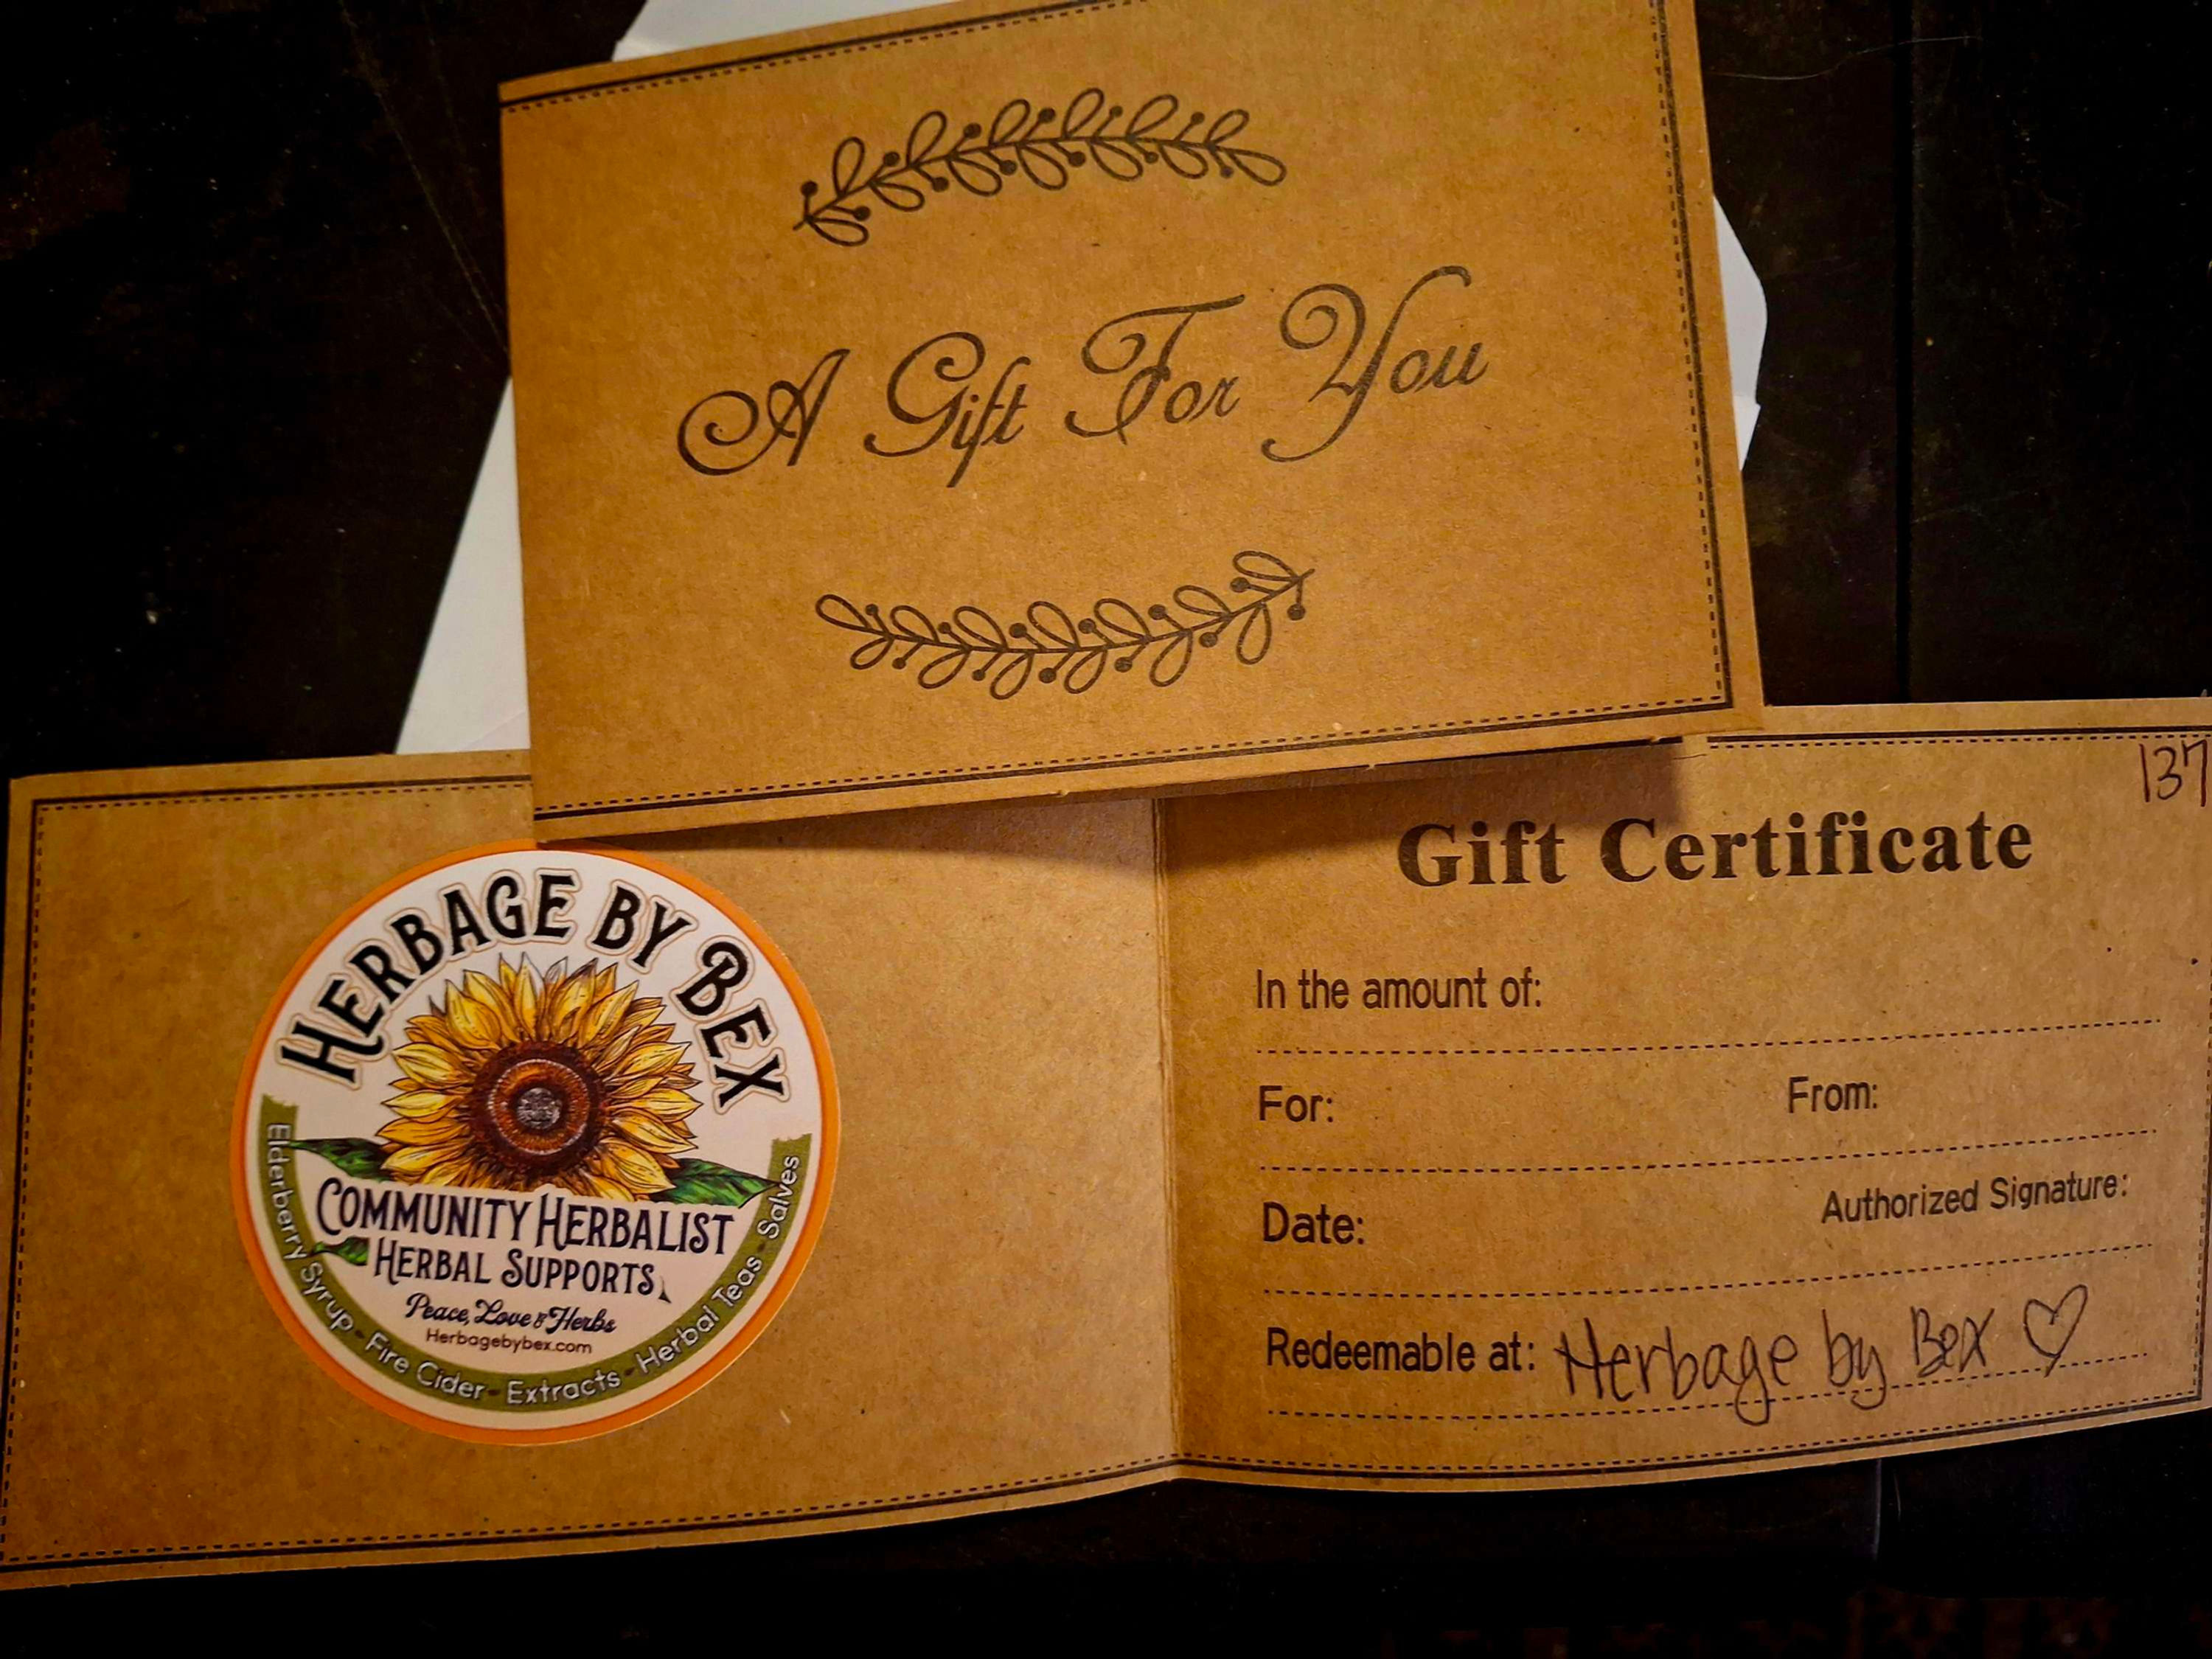 A Gift For You
HERBAGE BY BEX
COMMUNITY HERBALIST
HERBAL SUPPORTS
Peace, Love & Herbs
Herbagebybex.com
Elderberry Syrup - Fire Cider - Extracts - Herbal Teas - Salves
137
Gift Certificate
In the amount of:
For: From:
Date: Authorized Signature:
Redeemable at: Herbage by Bex ♡